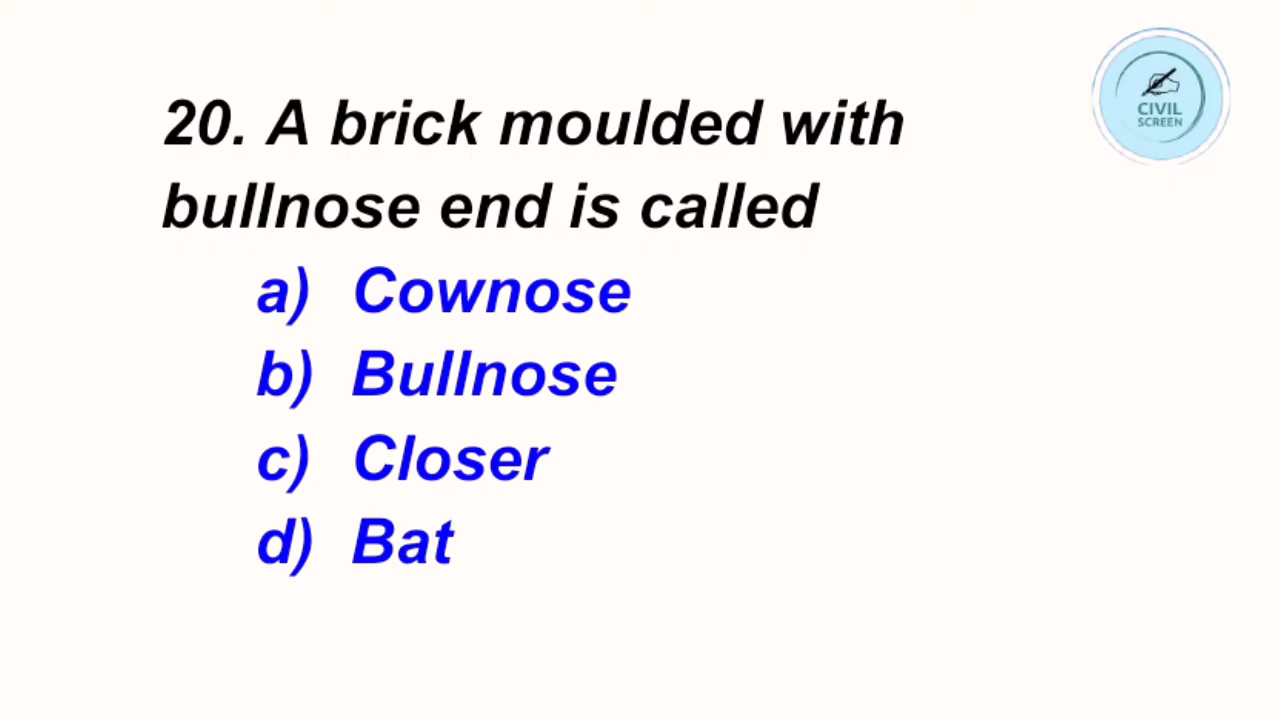 20. A brick moulded with
bullnose end is called
a) Cownose
b) Bullnose
c) Closer
d) Bat
CIVIL
SCREEN